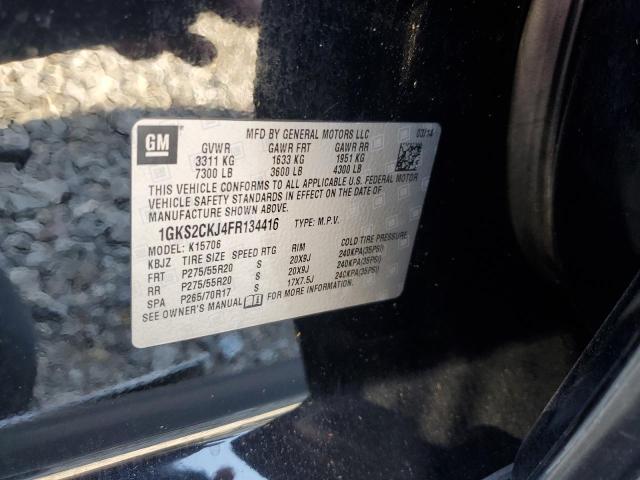 GM
MFD BY GENERAL MOTORS LLC 03/14
GVWR GAWR FRT GAWR RR
3311 KG 1633 KG 1951 KG
7300 LB 3600 LB 4300 LB
THIS VEHICLE CONFORMS TO ALL APPLICABLE U.S. FEDERAL MOTOR
VEHICLE SAFETY STANDARDS IN EFFECT ON THE DATE OF
MANUFACTURE SHOWN ABOVE.
1GKS2CKJ4FR134416 TYPE: M.P.V.
MODEL: K15706
KBJZ TIRE SIZE SPEED RTG RIM COLD TIRE PRESSURE
FRT P275/55R20 S 20X9J 240KPA(35PSI)
RR P275/55R20 S 20X9J 240KPA(35PSI)
SPA P265/70R17 S 17X7.5J 240KPA(35PSI)
SEE OWNER'S MANUAL FOR MORE INFORMATION.